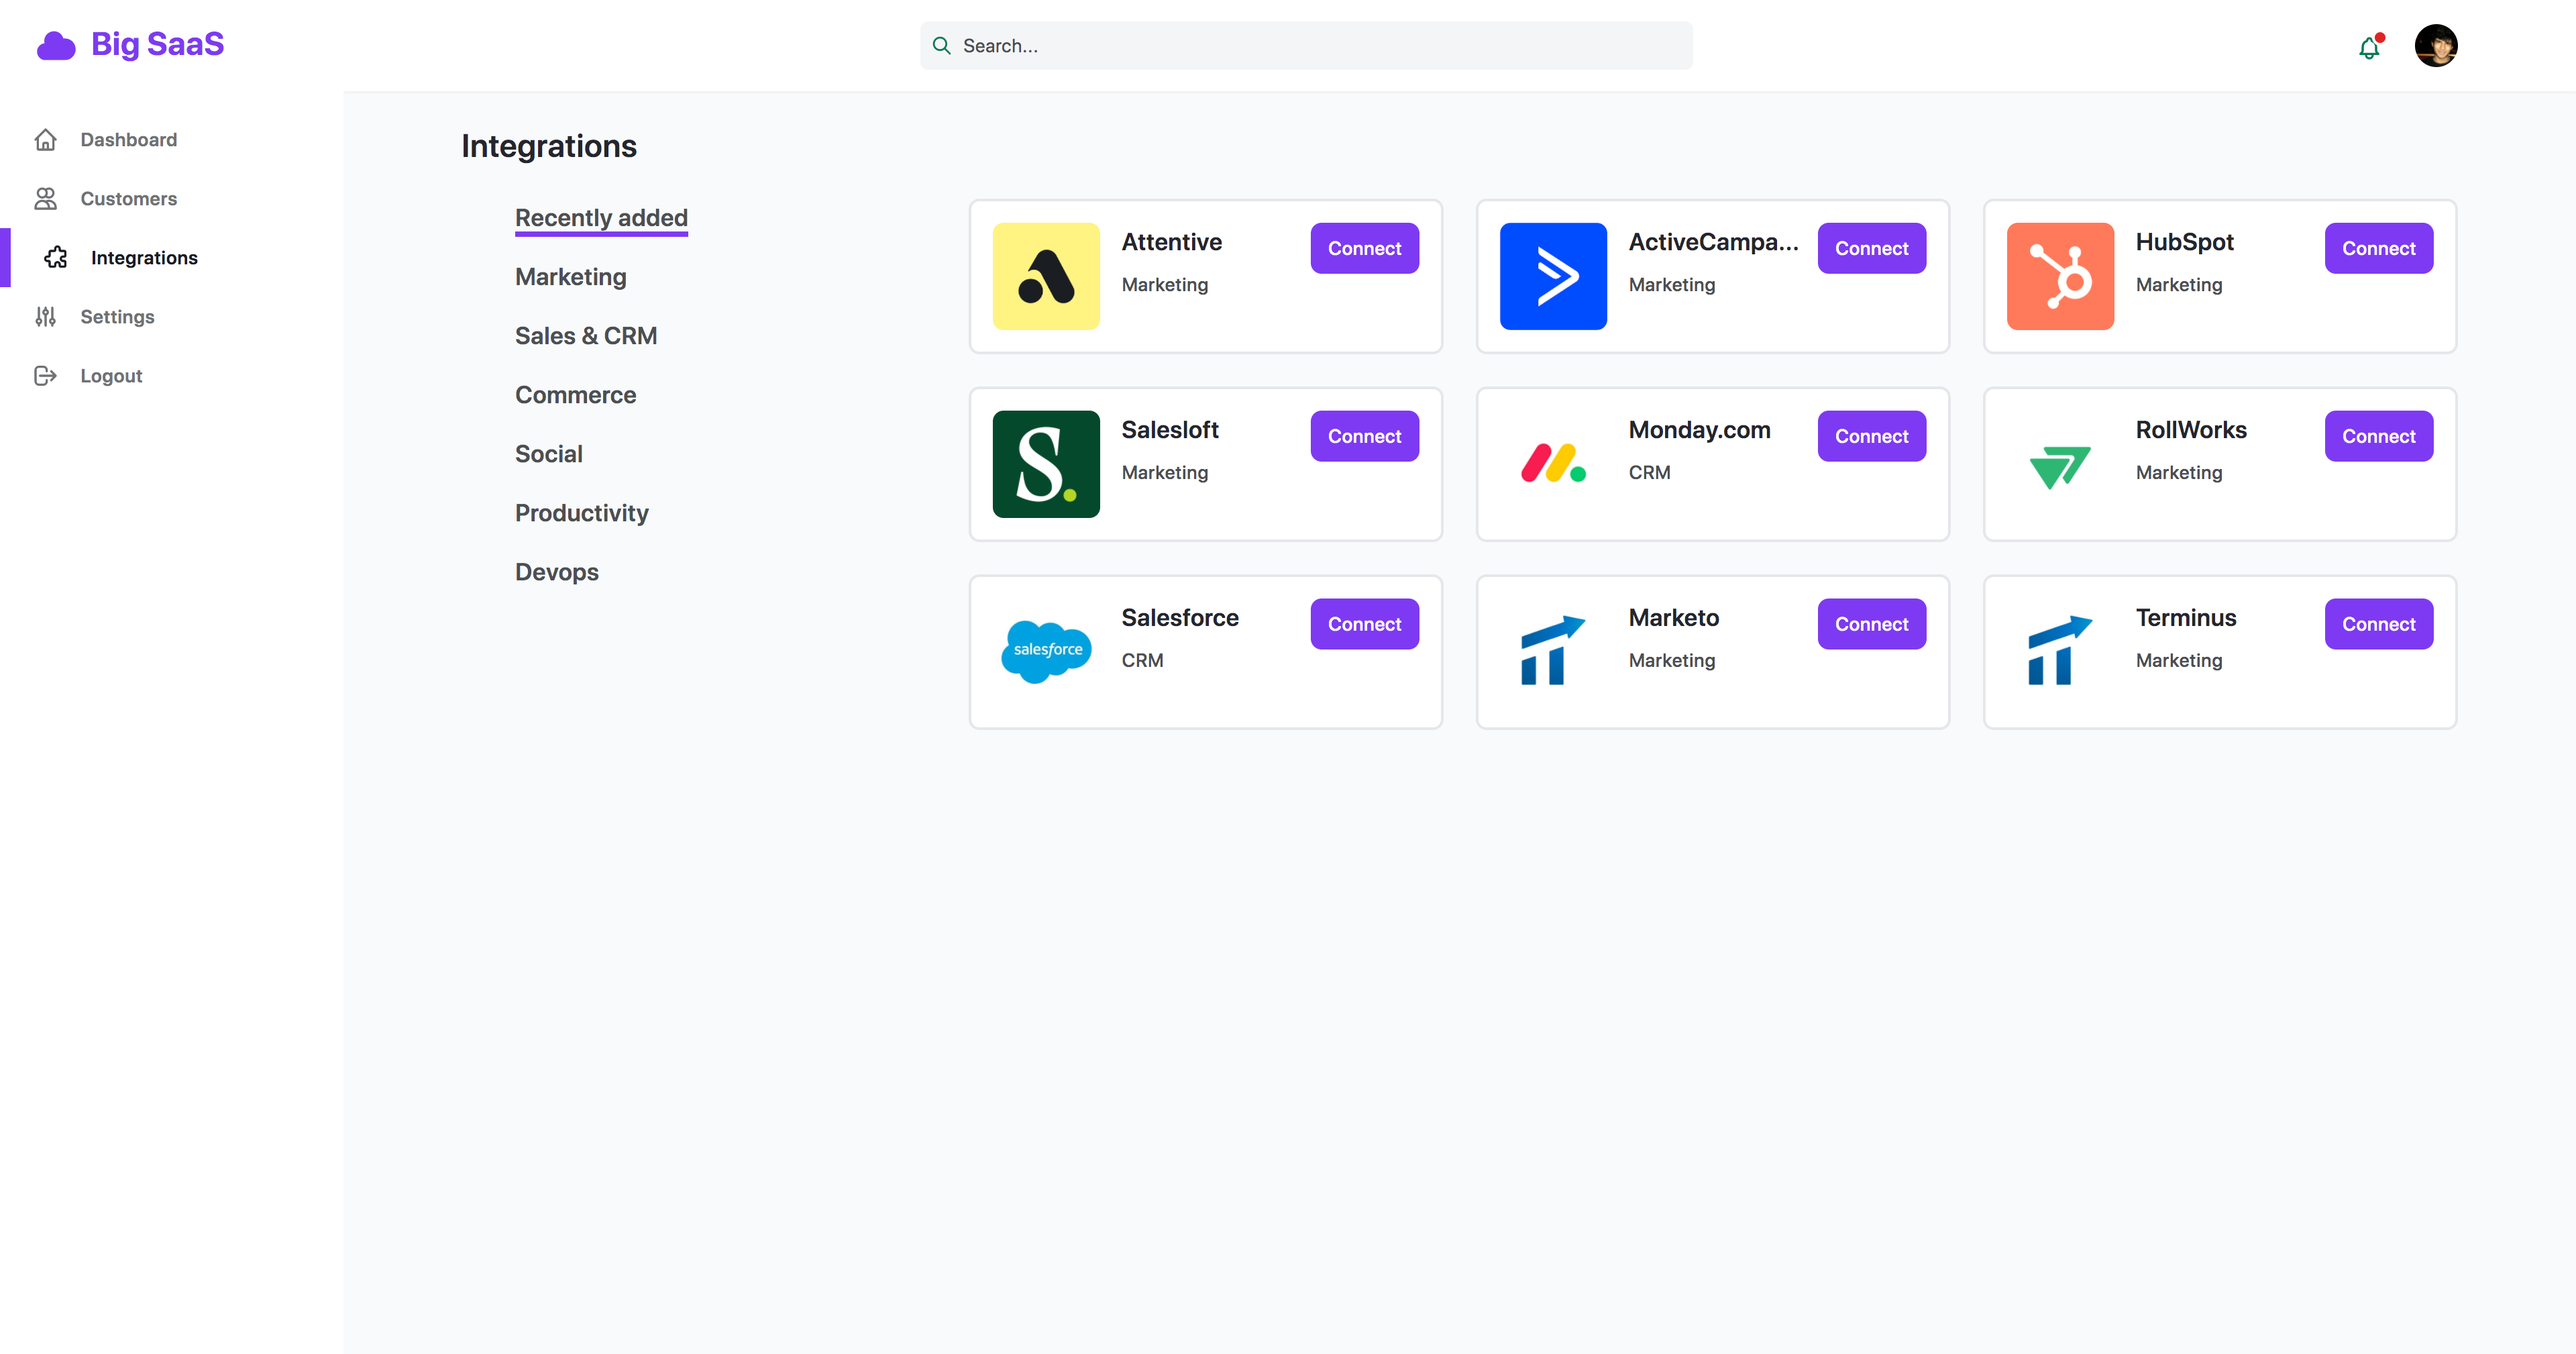 Big SaaS
Search...
Dashboard
Customers
Integrations
Settings
Logout
Integrations
Recently added
Marketing
Sales & CRM
Commerce
Social
Productivity
Devops
Attentive
Connect
Marketing
ActiveCampa...
Connect
Marketing
HubSpot
Connect
Marketing
Salesloft
Connect
Marketing
S.
Monday.com
Connect
CRM
RollWorks
Connect
Marketing
Salesforce
Connect
salesforce
CRM
Marketo
Connect
Marketing
Terminus
Connect
Marketing